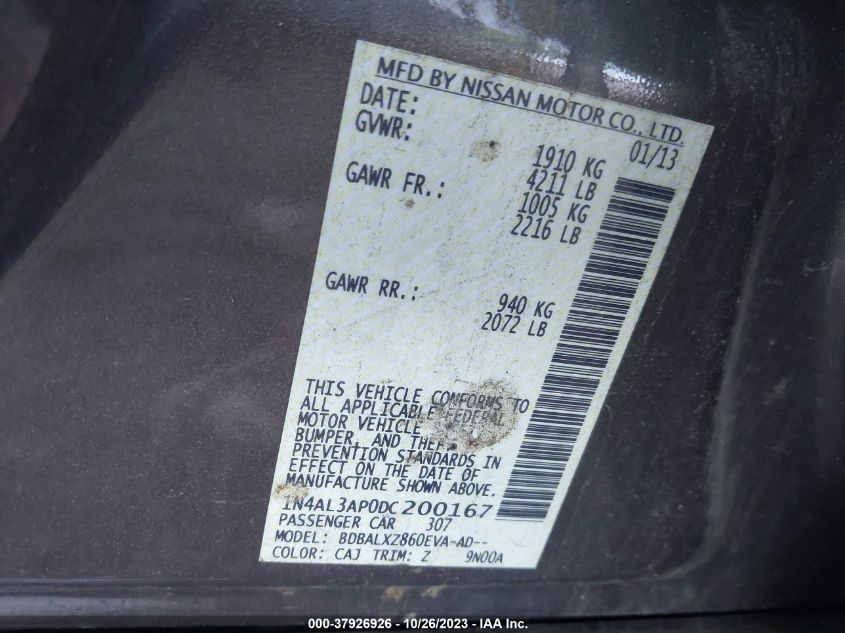 MFD BY NISSAN MOTOR CO., LTD.
DATE: 01/13
GVWR: 1910 KG
4211 LB
GAWR FR.: 1005 KG
2216 LB
GAWR RR.: 940 KG
2072 LB
THIS VEHICLE CONFORMS TO
ALL APPLICABLE FEDERAL
MOTOR VEHICLE
BUMPER, AND
PREVENTION STANDARDS IN
EFFECT ON THE DATE OF
MANUFACTURE SHOWN ABOVE.
1N4AL3AP0DC200167
PASSENGER CAR 307
MODEL: BDBALXZ860EVA-AD--
COLOR: CAJ TRIM: Z 9N00A
000-37926926 - 10/26/2023 - IAA Inc.